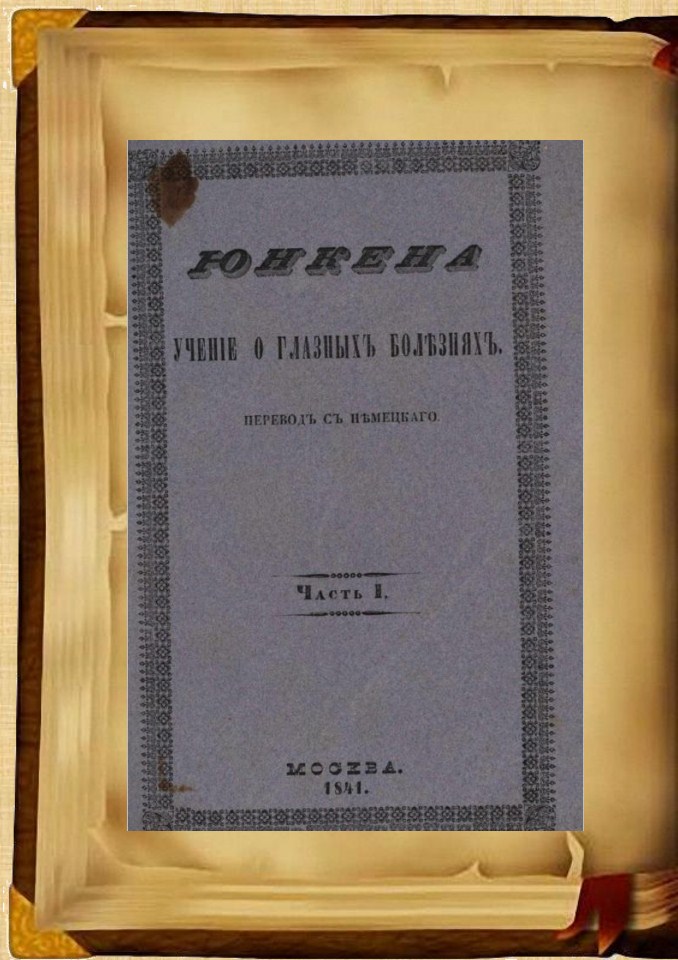 ЮНКЕНА
УЧЕНІЕ О ГЛАЗНЫХЪ БОЛѢЗНЯХЪ.
ПЕРЕВОДЪ СЪ НѢМЕЦКАГО.
Часть I.
МОСКВА.
1841.